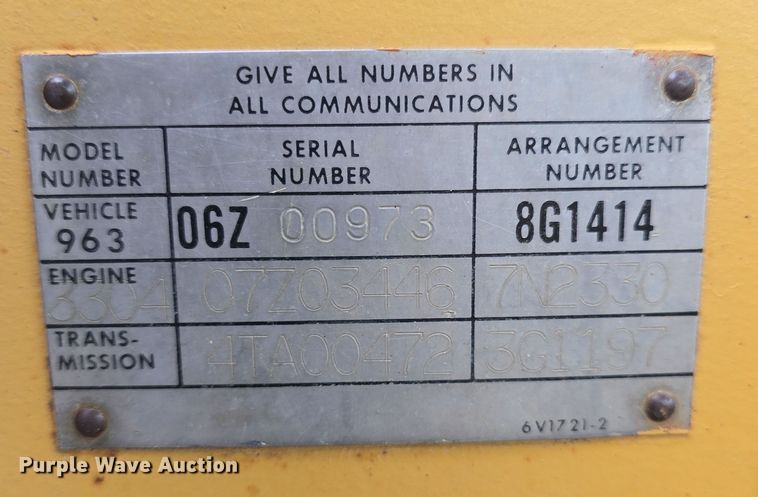 GIVE ALL NUMBERS IN
ALL COMMUNICATIONS
MODEL NUMBER SERIAL NUMBER ARRANGEMENT NUMBER
VEHICLE 963 06Z 00973 8G1414
ENGINE 3304 07Z03446 7N2330
TRANS-MISSION 4TA00472 3G1197
6V1721-2
Purple Wave Auction